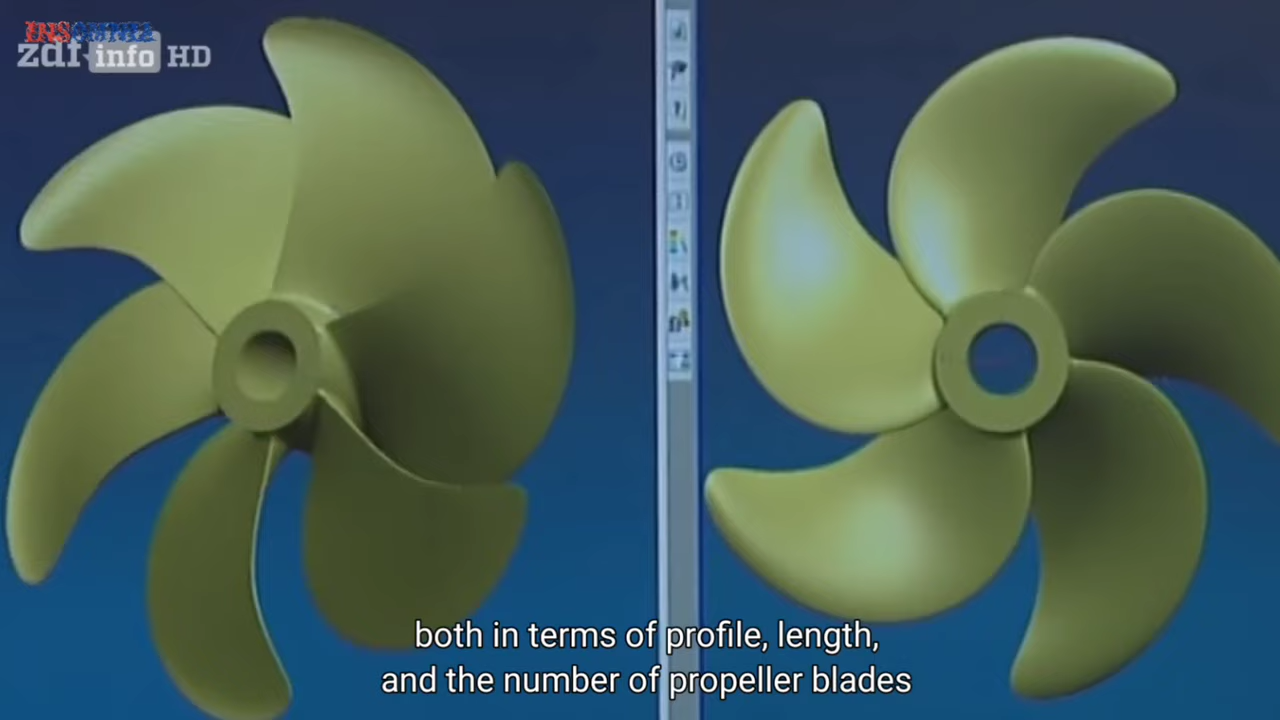 zdf info HD
both in terms of profile, length,
and the number of propeller blades